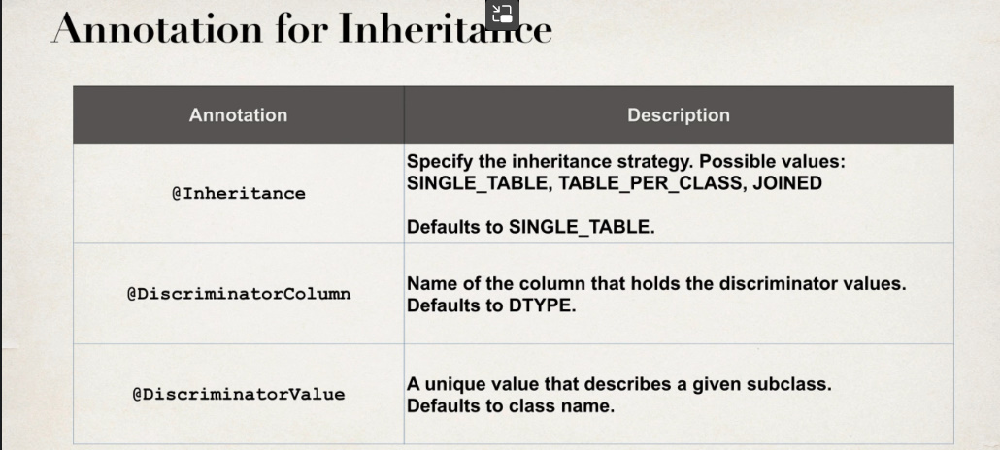 Annotation for Inheritance
Annotation
Description
@Inheritance
Specify the inheritance strategy. Possible values:
SINGLE_TABLE, TABLE_PER_CLASS, JOINED
Defaults to SINGLE_TABLE.
@DiscriminatorColumn
Name of the column that holds the discriminator values.
Defaults to DTYPE.
@DiscriminatorValue
A unique value that describes a given subclass.
Defaults to class name.